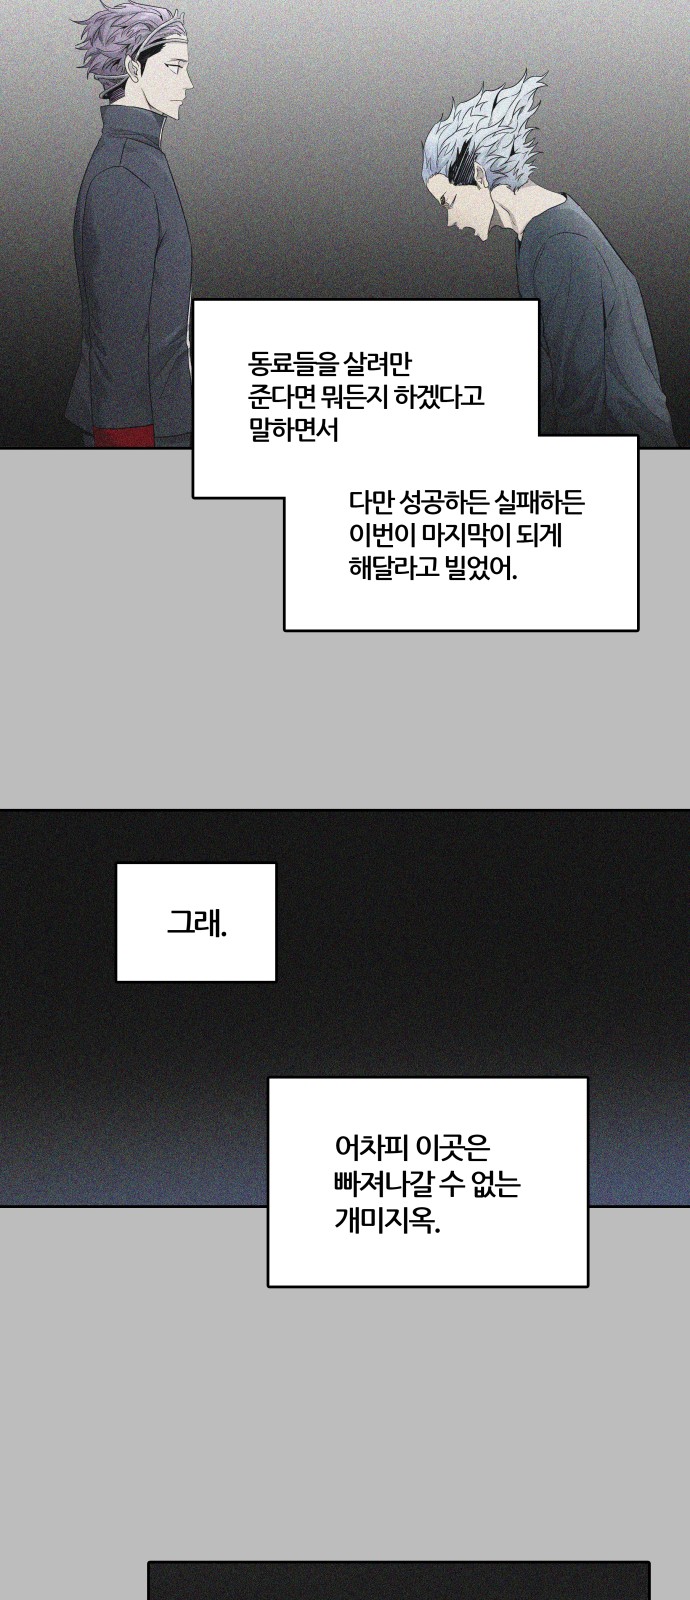 동료들을 살려만
준다면 뭐든지 하겠다고
말하면서
다만 성공하든 실패하든
이번이 마지막이 되게
해달라고 빌었어.
그래.
어차피 이곳은
빠져나갈 수 없는
개미지옥.